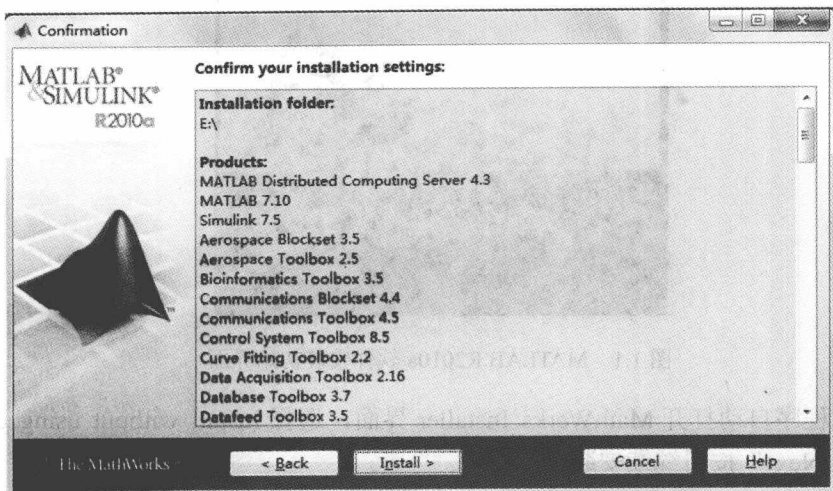 Confirmation
MATLAB®
&SIMULINK®
R2010a
Confirm your installation settings:
Installation folder:
E:\
Products:
MATLAB Distributed Computing Server 4.3
MATLAB 7.10
Simulink 7.5
Aerospace Blockset 3.5
Aerospace Toolbox 2.5
Bioinformatics Toolbox 3.5
Communications Blockset 4.4
Communications Toolbox 4.5
Control System Toolbox 8.5
Curve Fitting Toolbox 2.2
Data Acquisition Toolbox 2.16
Database Toolbox 3.7
Datafeed Toolbox 3.5
The MathWorks
< Back
Install >
Cancel
Help